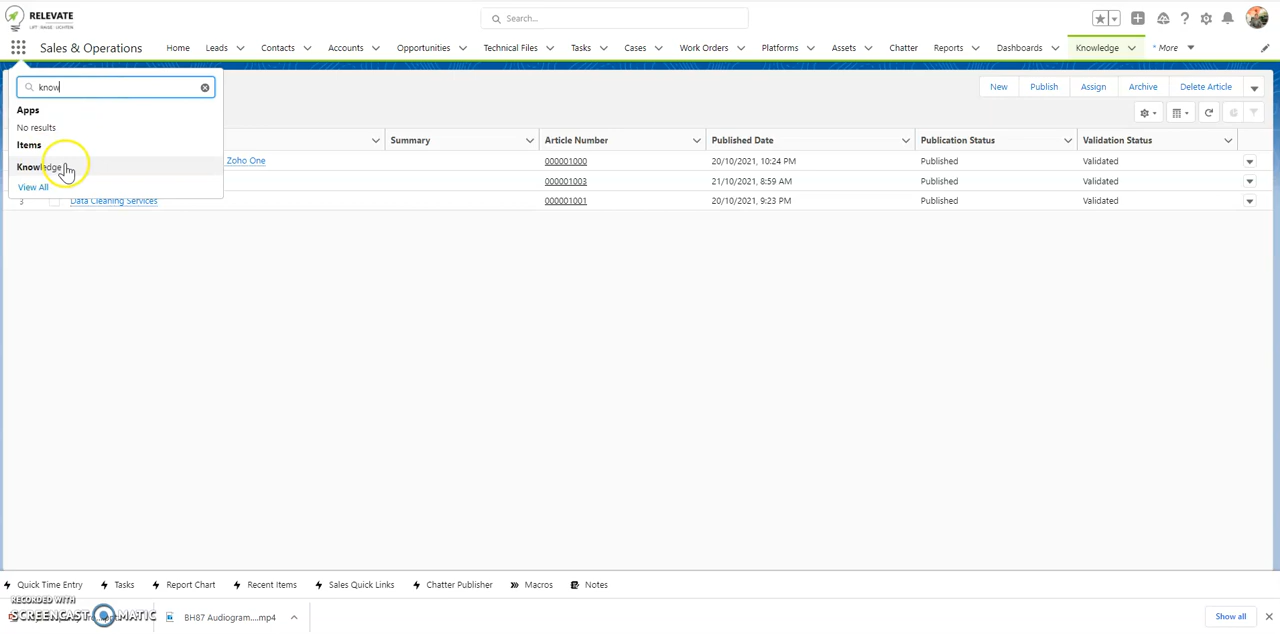 RELEVATE
LIFT · RAISE · LIGHTEN
Search...
Sales & Operations
Home
Leads
Contacts
Accounts
Opportunities
Technical Files
Tasks
Cases
Work Orders
Platforms
Assets
Chatter
Reports
Dashboards
Knowledge
* More
know
Apps
No results
Items
Knowledge
View All
New
Publish
Assign
Archive
Delete Article
Summary
Article Number
Published Date
Publication Status
Validation Status
Zoho One
000001000
20/10/2021, 10:24 PM
Published
Validated
000001003
21/10/2021, 8:59 AM
Published
Validated
3
Data Cleaning Services
000001001
20/10/2021, 9:23 PM
Published
Validated
Quick Time Entry
Tasks
Report Chart
Recent Items
Sales Quick Links
Chatter Publisher
Macros
Notes
RECORDED WITH
SCREENCAST MATIC
BH87 Audiogram....mp4
Show all